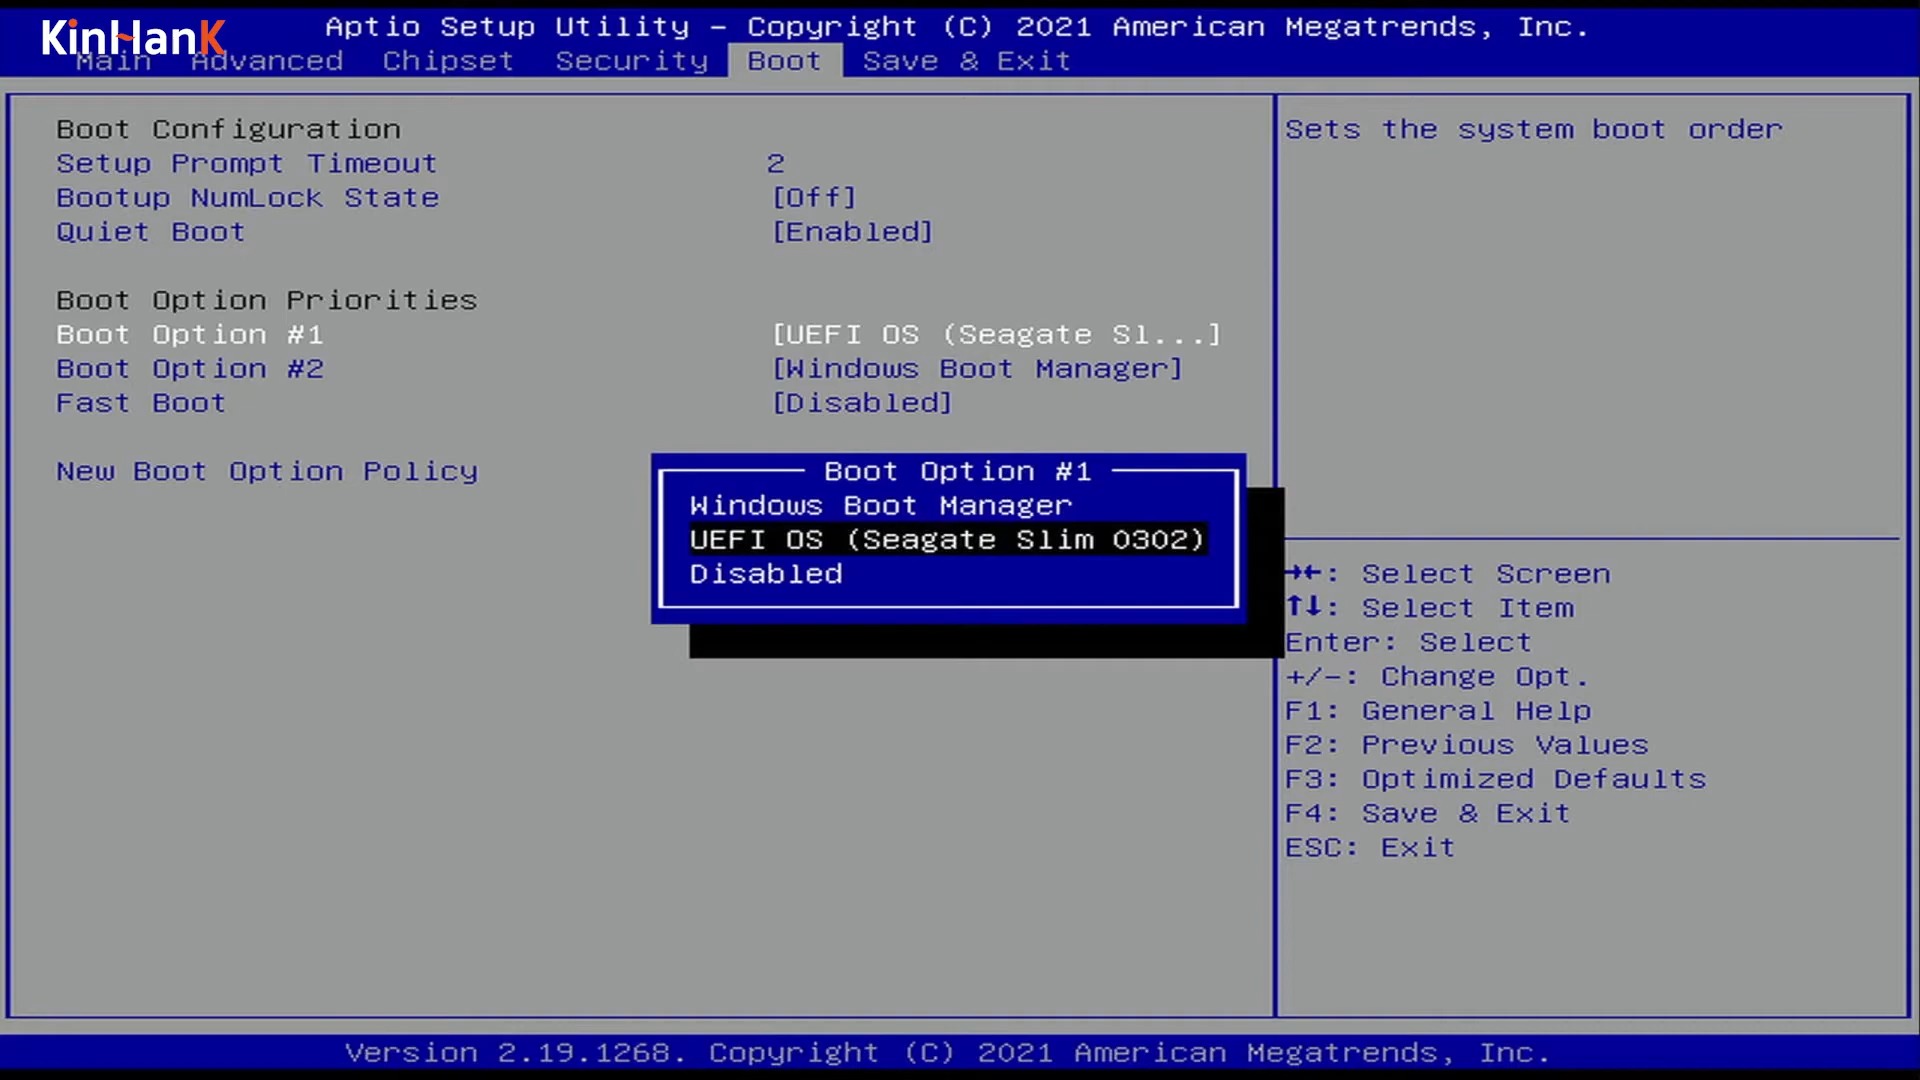 KinHanK
Aptio Setup Utility – Copyright (C) 2021 American Megatrends, Inc.
Main Advanced Chipset Security Boot Save & Exit
Boot Configuration
Setup Prompt Timeout 2
Bootup NumLock State [Off]
Quiet Boot [Enabled]
Boot Option Priorities
Boot Option #1 [UEFI OS (Seagate Sl...]
Boot Option #2 [Windows Boot Manager]
Fast Boot [Disabled]
New Boot Option Policy
Boot Option #1
Windows Boot Manager
UEFI OS (Seagate Slim 0302)
Disabled
Sets the system boot order
→←: Select Screen
↑↓: Select Item
Enter: Select
+/-: Change Opt.
F1: General Help
F2: Previous Values
F3: Optimized Defaults
F4: Save & Exit
ESC: Exit
Version 2.19.1268. Copyright (C) 2021 American Megatrends, Inc.